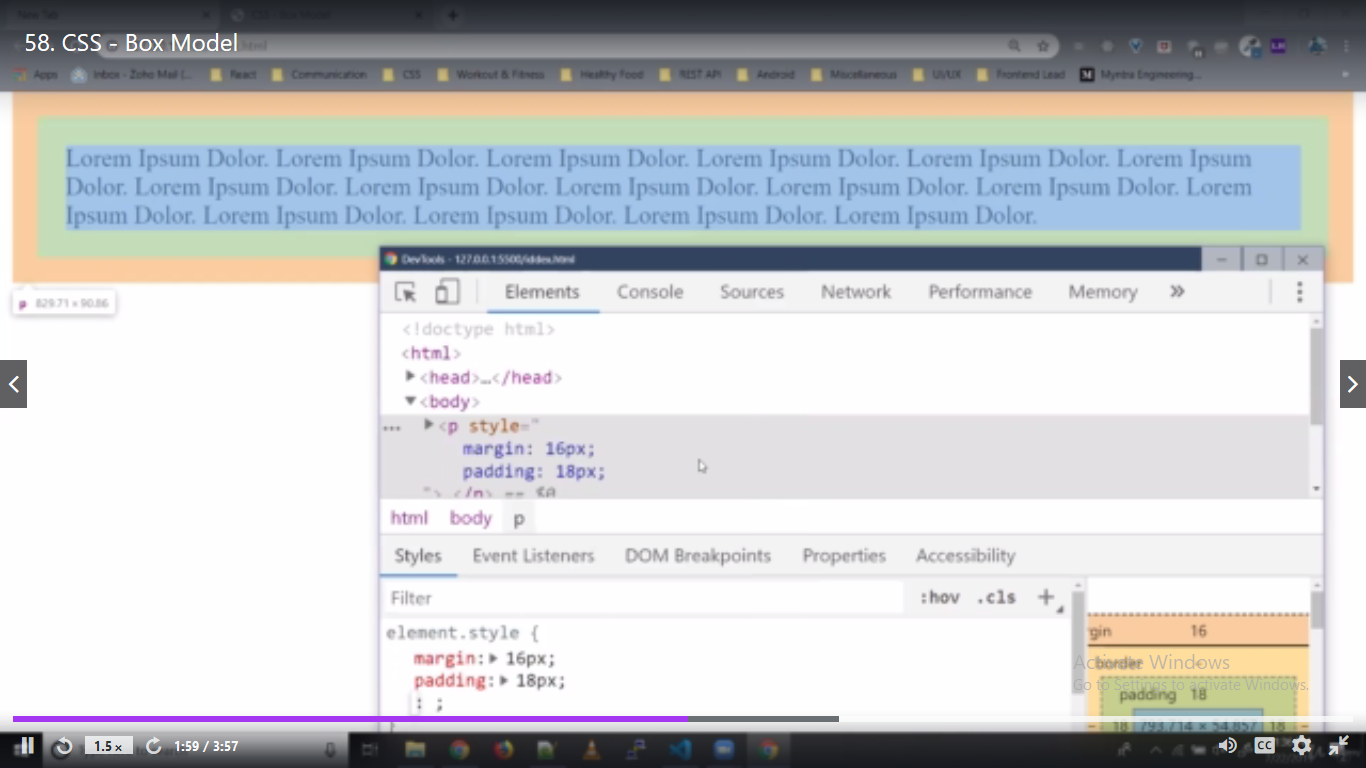 New Tab
CSS - Box Model
58. CSS - Box Model
Apps Inbox - Zoho Mail (... React Communication CSS Workout & Fitness Healthy Food REST API Android Miscellaneous UI/UX Frontend Lead Myntra Engineering...
Lorem Ipsum Dolor. Lorem Ipsum Dolor. Lorem Ipsum Dolor. Lorem Ipsum Dolor. Lorem Ipsum Dolor. Lorem Ipsum
Dolor. Lorem Ipsum Dolor. Lorem Ipsum Dolor. Lorem Ipsum Dolor. Lorem Ipsum Dolor. Lorem Ipsum Dolor. Lorem
Ipsum Dolor. Lorem Ipsum Dolor. Lorem Ipsum Dolor. Lorem Ipsum Dolor. Lorem Ipsum Dolor.
DevTools - 127.0.0.1:5500/iddex.html
p 829.71 × 90.86
Elements Console Sources Network Performance Memory »
<!doctype html>
<html>
<head>…</head>
<body>
... <p style="
margin: 16px;
padding: 18px;
"> </p> == $0
html body p
Styles Event Listeners DOM Breakpoints Properties Accessibility
Filter :hov .cls +
element.style {
margin: 16px;
padding: 18px;
: ;
}
gin 16
border -
padding 18
18 793.714 × 54.857 18 -
Activate Windows
Go to Settings to activate Windows.
1.5 × 1:59 / 3:57 CC